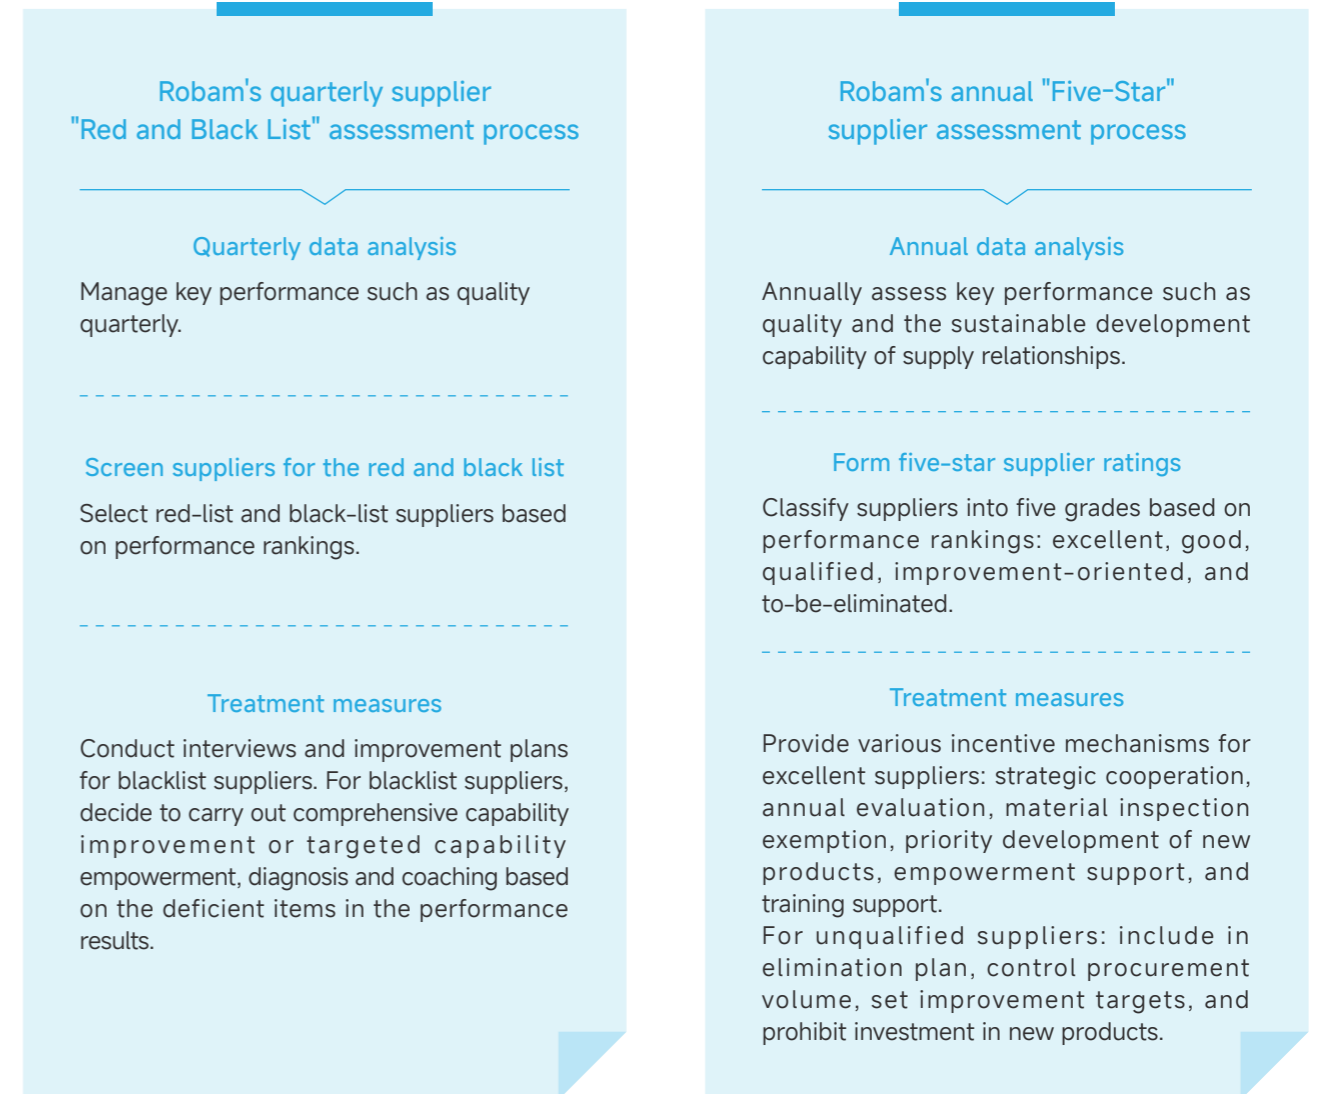 Robam's quarterly supplier
"Red and Black List" assessment process
Quarterly data analysis
Manage key performance such as quality
quarterly.
Screen suppliers for the red and black list
Select red-list and black-list suppliers based
on performance rankings.
Treatment measures
Conduct interviews and improvement plans
for blacklist suppliers. For blacklist suppliers,
decide to carry out comprehensive capability
improvement or targeted capability
empowerment, diagnosis and coaching based
on the deficient items in the performance
results.
Robam's annual "Five-Star"
supplier assessment process
Annual data analysis
Annually assess key performance such as
quality and the sustainable development
capability of supply relationships.
Form five-star supplier ratings
Classify suppliers into five grades based on
performance rankings: excellent, good,
qualified, improvement-oriented, and
to-be-eliminated.
Treatment measures
Provide various incentive mechanisms for
excellent suppliers: strategic cooperation,
annual evaluation, material inspection
exemption, priority development of new
products, empowerment support, and
training support.
For unqualified suppliers: include in
elimination plan, control procurement
volume, set improvement targets, and
prohibit investment in new products.